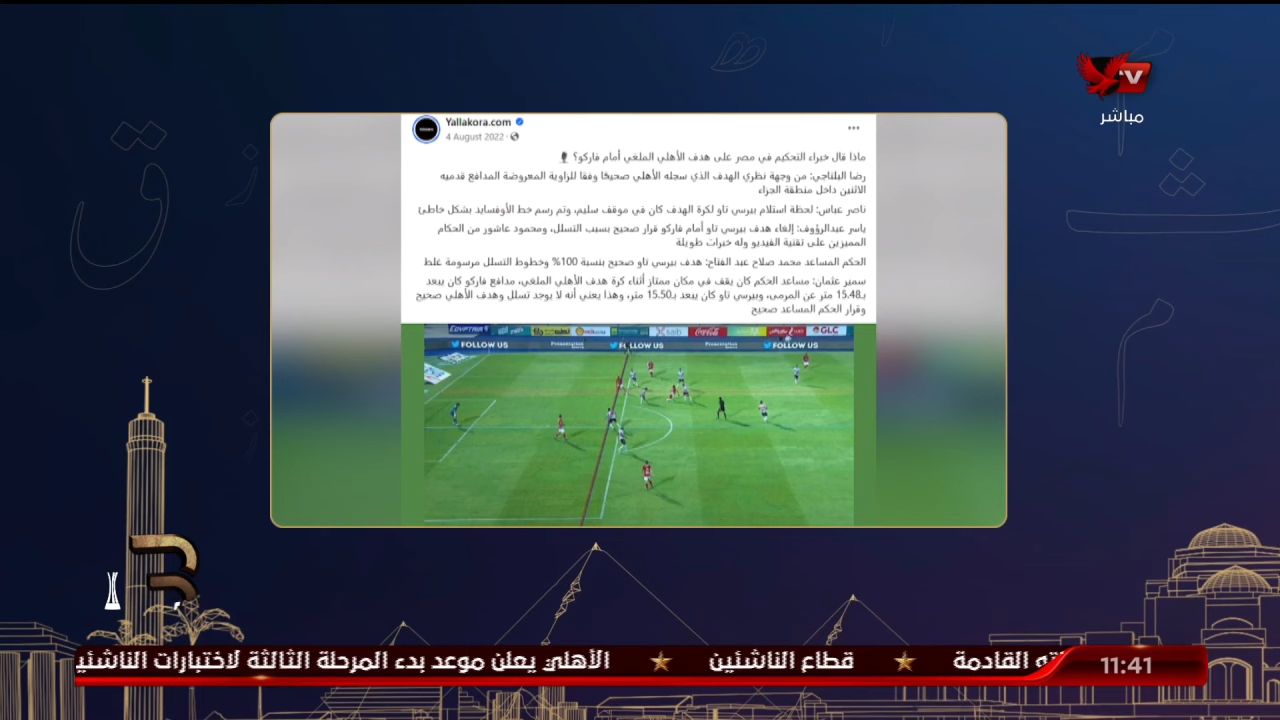 TV
مباشر
Yallakora.com
4 August 2022
ماذا قال خبراء التحكيم في مصر على هدف الأهلي الملغي أمام فاركو؟
رضا البلتاجي: من وجهة نظري الهدف الذي سجله الأهلي صحيحًا وفقا للزاوية المعروضة المدافع قدميه
الاثنين داخل منطقة الجزاء
ناصر عباس: لحظة استلام بيرسي تاو لكرة الهدف كان في موقف سليم، وتم رسم خط الأوفسايد بشكل خاطئ
ياسر عبدالرؤوف: إلغاء هدف بيرسي تاو أمام فاركو قرار صحيح بسبب التسلل، ومحمود عاشور من الحكام
المميزين على تقنية الفيديو وله خبرات طويلة
الحكم المساعد محمد صلاح عبد الفتاح: هدف بيرسي تاو صحيح بنسبة 100% وخطوط التسلل مرسومة غلط
سمير عثمان: مساعد الحكم كان يقف في مكان ممتاز أثناء كرة هدف الأهلي الملغي، مدافع فاركو كان يبعد
بـ15.48 متر عن المرمي، وبيرسي تاو كان يبعد بـ15.50 متر، وهذا يعني أنه لا يوجد تسلل وهدف الأهلي صحيح
وقرار الحكم المساعد صحيح
EGYPTAIR saib Coca-Cola GLC
FOLLOW US FOLLOW US FOLLOW US
القادمة ★ قطاع الناشئين ★ الأهلي يعلن موعد بدء المرحلة الثالثة لاختبارات الناشئي
11:41